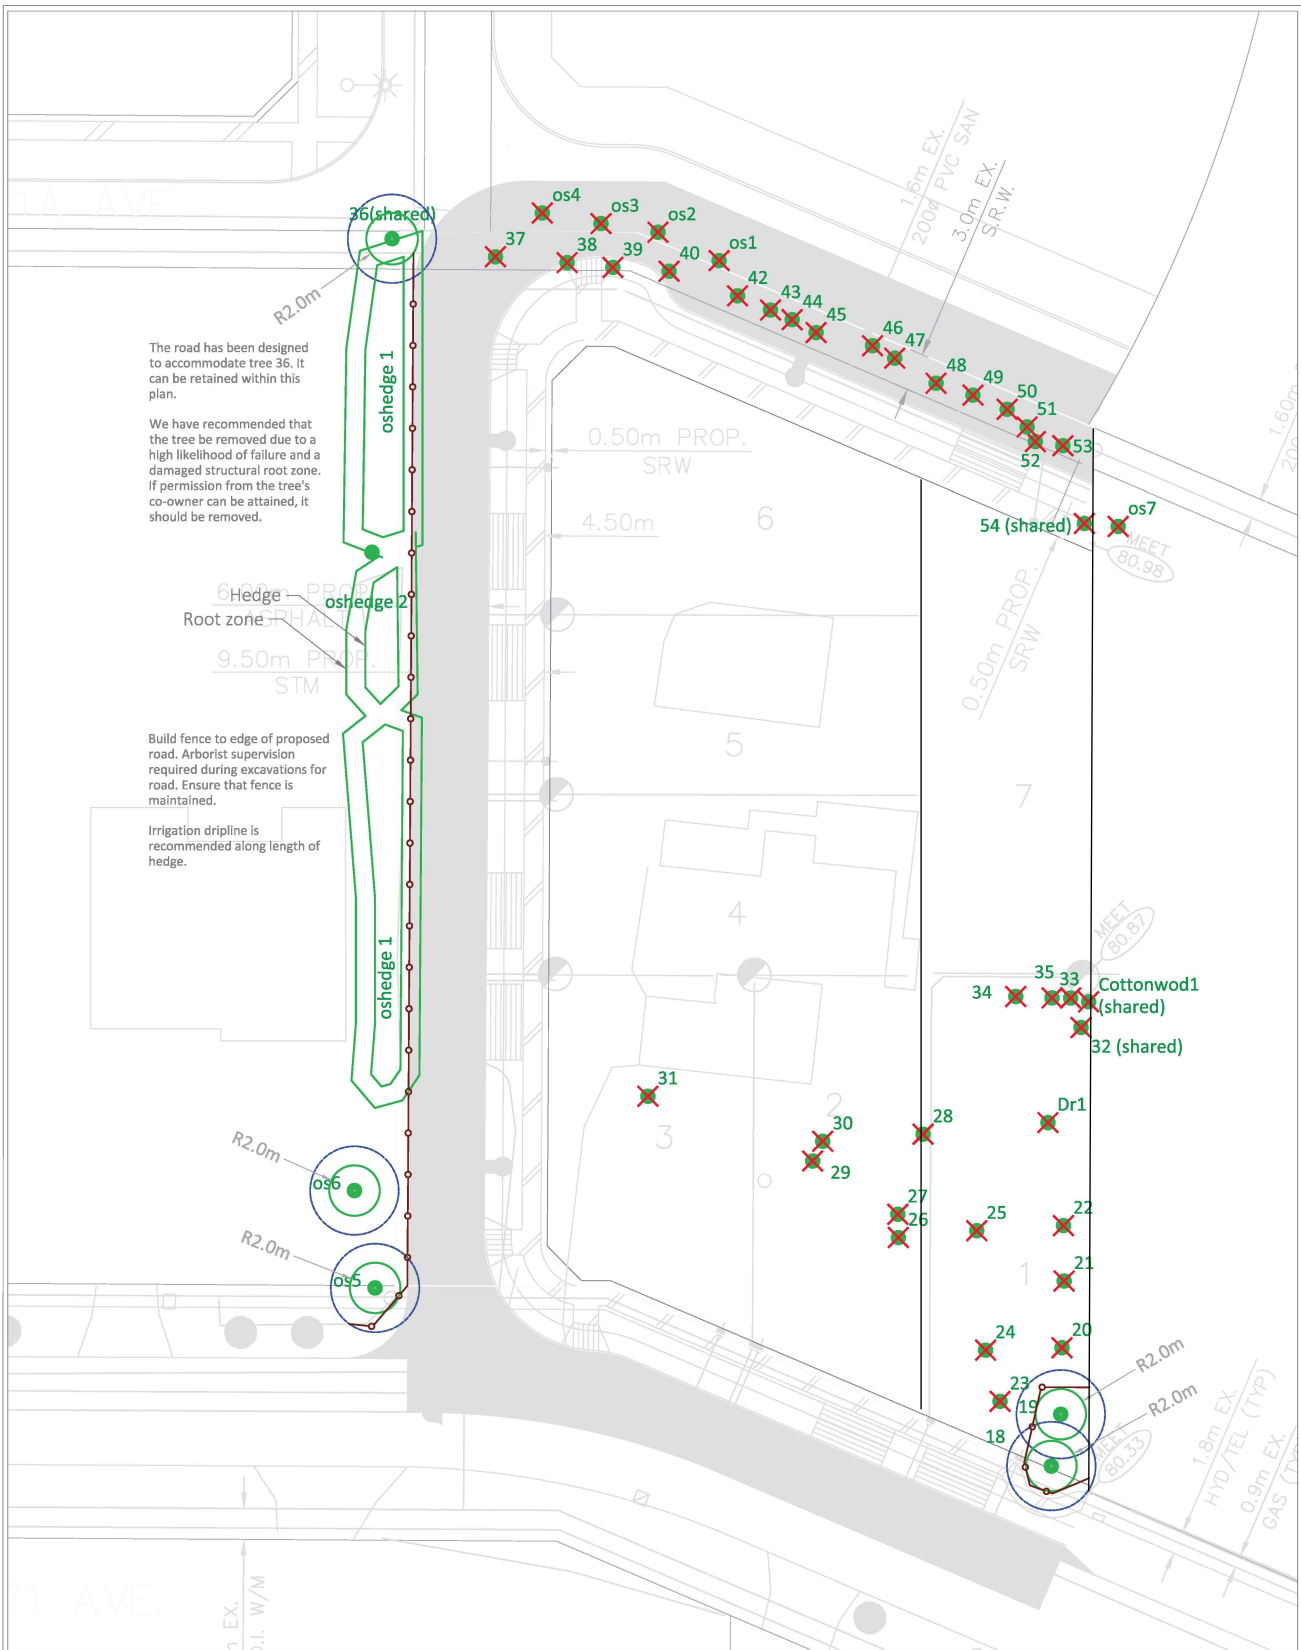 1A AVE.
36(shared)
os4
os3
os2
os1
37
38
39
40
42
43
44
45
46
47
48
49
50
51
52
53
1.6m EX.
200ø PVC SAN
3.0m EX.
S.R.W.
1.60m
R2.0m
The road has been designed
to accommodate tree 36. It
can be retained within this
plan.
We have recommended that
the tree be removed due to a
high likelihood of failure and a
damaged structural root zone.
If permission from the tree's
co-owner can be attained, it
should be removed.
oshedge 1
0.50m PROP.
SRW
4.50m
6
54 (shared)
os7
MEET
80.98
Hedge
Root zone
oshedge 2
9.50m PROP.
STM
0.50m PROP.
SRW
5
7
Build fence to edge of proposed
road. Arborist supervision
required during excavations for
road. Ensure that fence is
maintained.
Irrigation dripline is
recommended along length of
hedge.
oshedge 1
4
MEET
80.87
34
35
33
Cottonwod1
(shared)
32 (shared)
31
3
2
30
29
28
Dr1
27
26
25
22
21
1
R2.0m
os6
R2.0m
os5
24
20
23
19
18
R2.0m
R2.0m
MEET
80.33
1.8m EX.
HYD/TEL (TYP)
0.9m EX.
71 AVE.